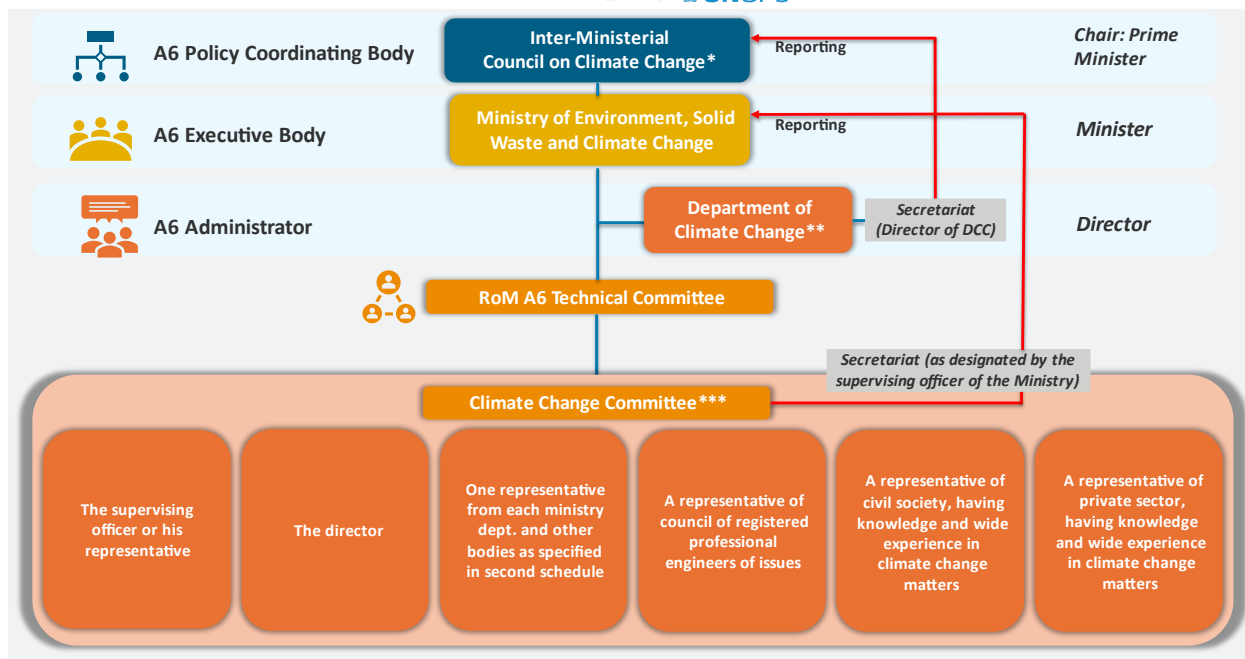 A6 Policy Coordinating Body
Inter-Ministerial
Council on Climate Change*
Reporting
Chair: Prime
Minister
A6 Executive Body
Ministry of Environment, Solid
Waste and Climate Change
Reporting
Minister
A6 Administrator
Department of
Climate Change**
Secretariat
(Director of DCC)
Director
RoM A6 Technical Committee
Secretariat (as designated by the
supervising officer of the Ministry)
Climate Change Committee***
The supervising
officer or his
representative
The director
One representative
from each ministry
dept. and other
bodies as specified
in second schedule
A representative of
council of registered
professional
engineers of issues
A representative of
civil society, having
knowledge and wide
experience in
climate change
matters
A representative of
private sector,
having knowledge
and wide experience
in climate change
matters